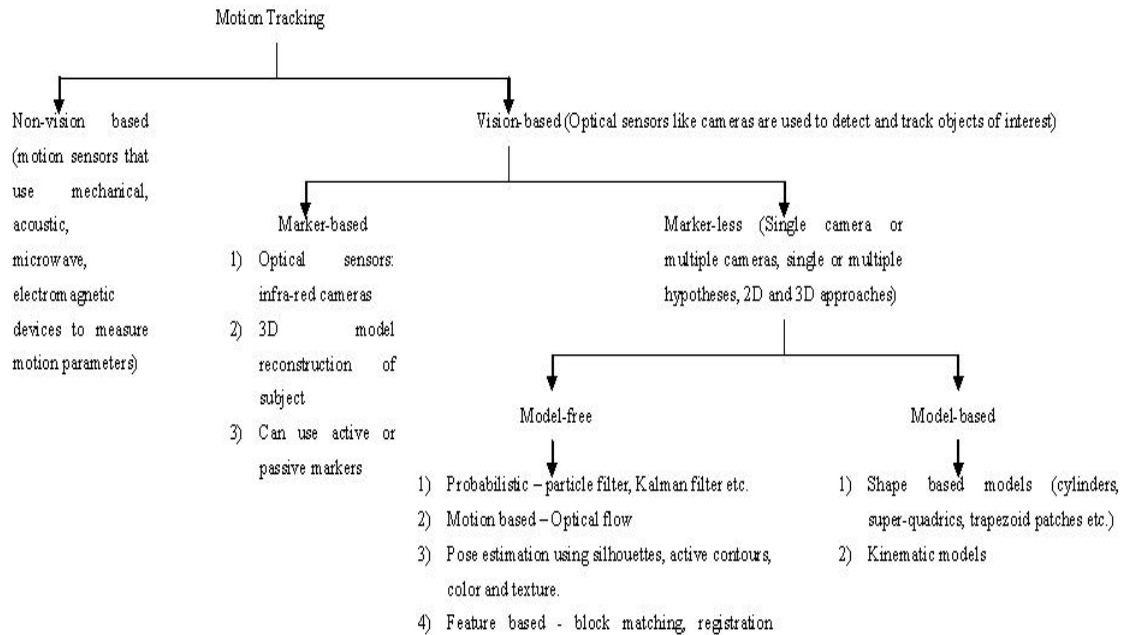 Motion Tracking
Non-vision based
(motion sensors that
use mechanical,
acoustic,
microwave,
electromagnetic
devices to measure
motion parameters)
Vision-based (Optical sensors like cameras are used to detect and track objects of interest)
Marker-based
1) Optical sensors:
infra-red cameras
2) 3D model
reconstruction of
subject
3) Can use active or
passive markers
Marker-less (Single camera or
multiple cameras, single or multiple
hypotheses, 2D and 3D approaches)
Model-free
1) Probabilistic – particle filter, Kalman filter etc.
2) Motion based – Optical flow
3) Pose estimation using silhouettes, active contours,
color and texture.
4) Feature based - block matching, registration
Model-based
1) Shape based models (cylinders,
super-quadrics, trapezoid patches etc.)
2) Kinematic models